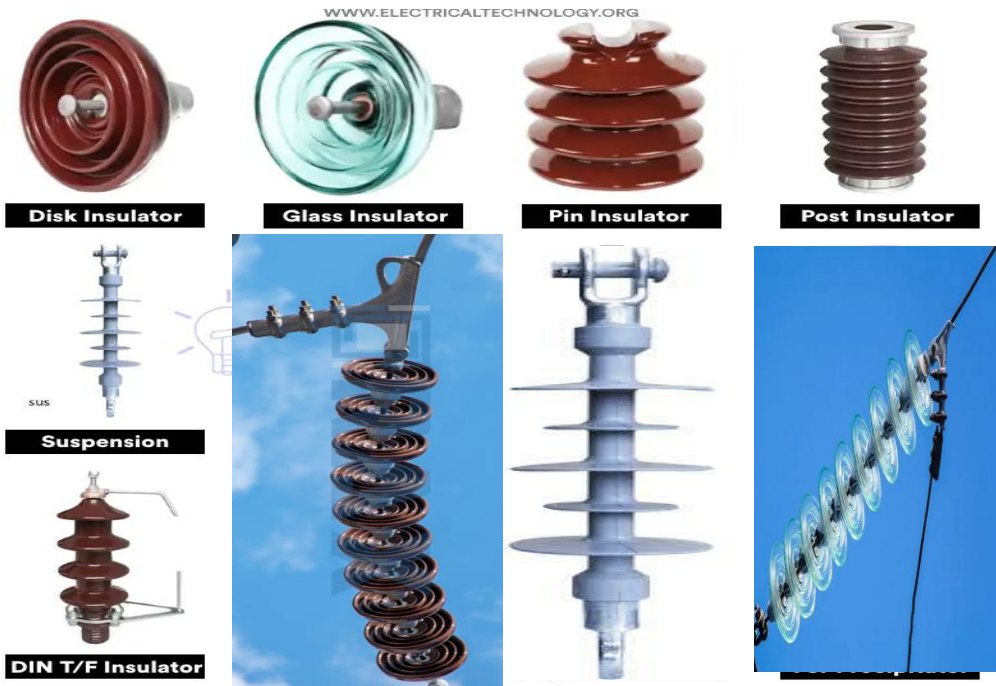 WWW.ELECTRICALTECHNOLOGY.ORG
Disk Insulator
Glass Insulator
Pin Insulator
Post Insulator
sus
Suspension
DIN T/F Insulator